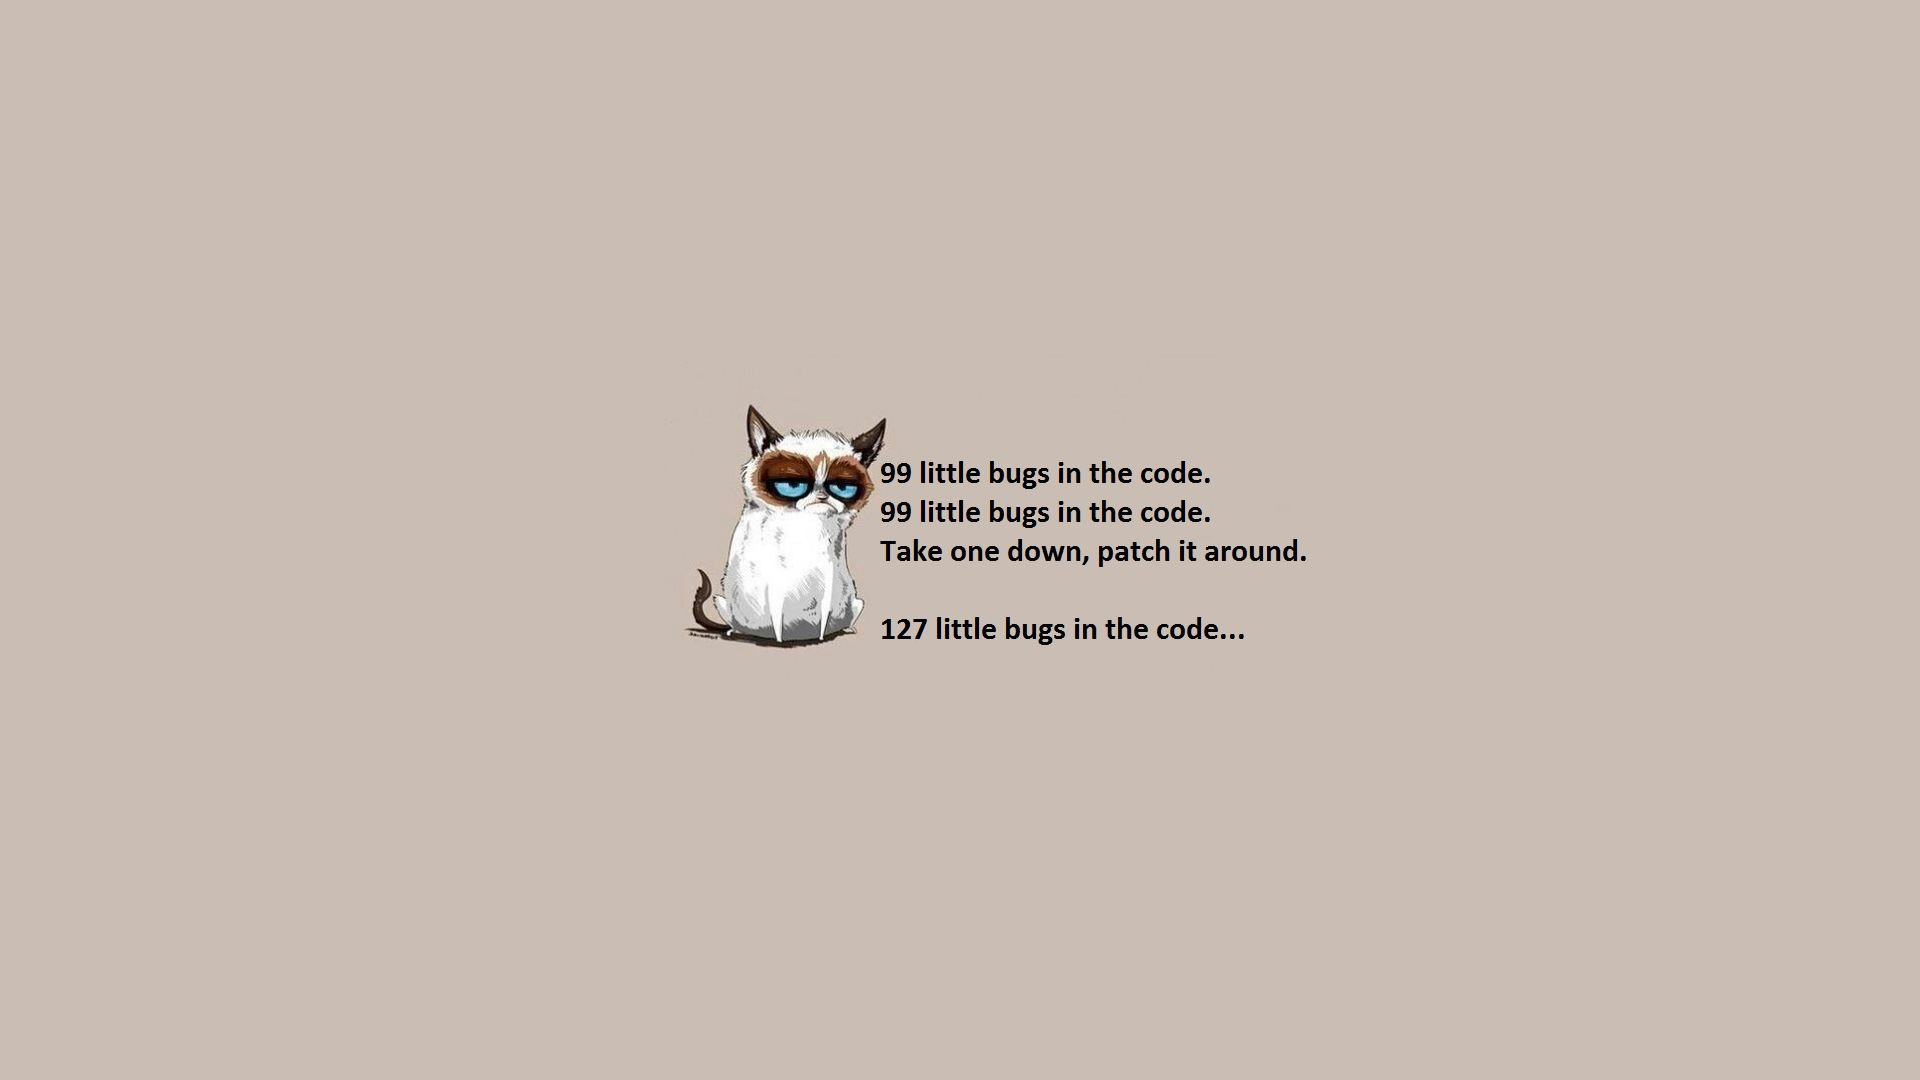 99 little bugs in the code.
99 little bugs in the code.
Take one down, patch it around.
127 little bugs in the code...